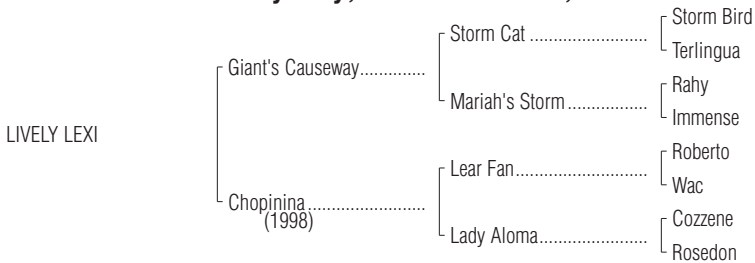 Storm Bird
Storm Cat ....................
Terlingua
Giant's Causeway..............
Rahy
Mariah's Storm.................
Immense
LIVELY LEXI
Roberto
Lear Fan.......................
Wac
Chopinina.........................
(1998)
Cozzene
Lady Aloma...................
Rosedon